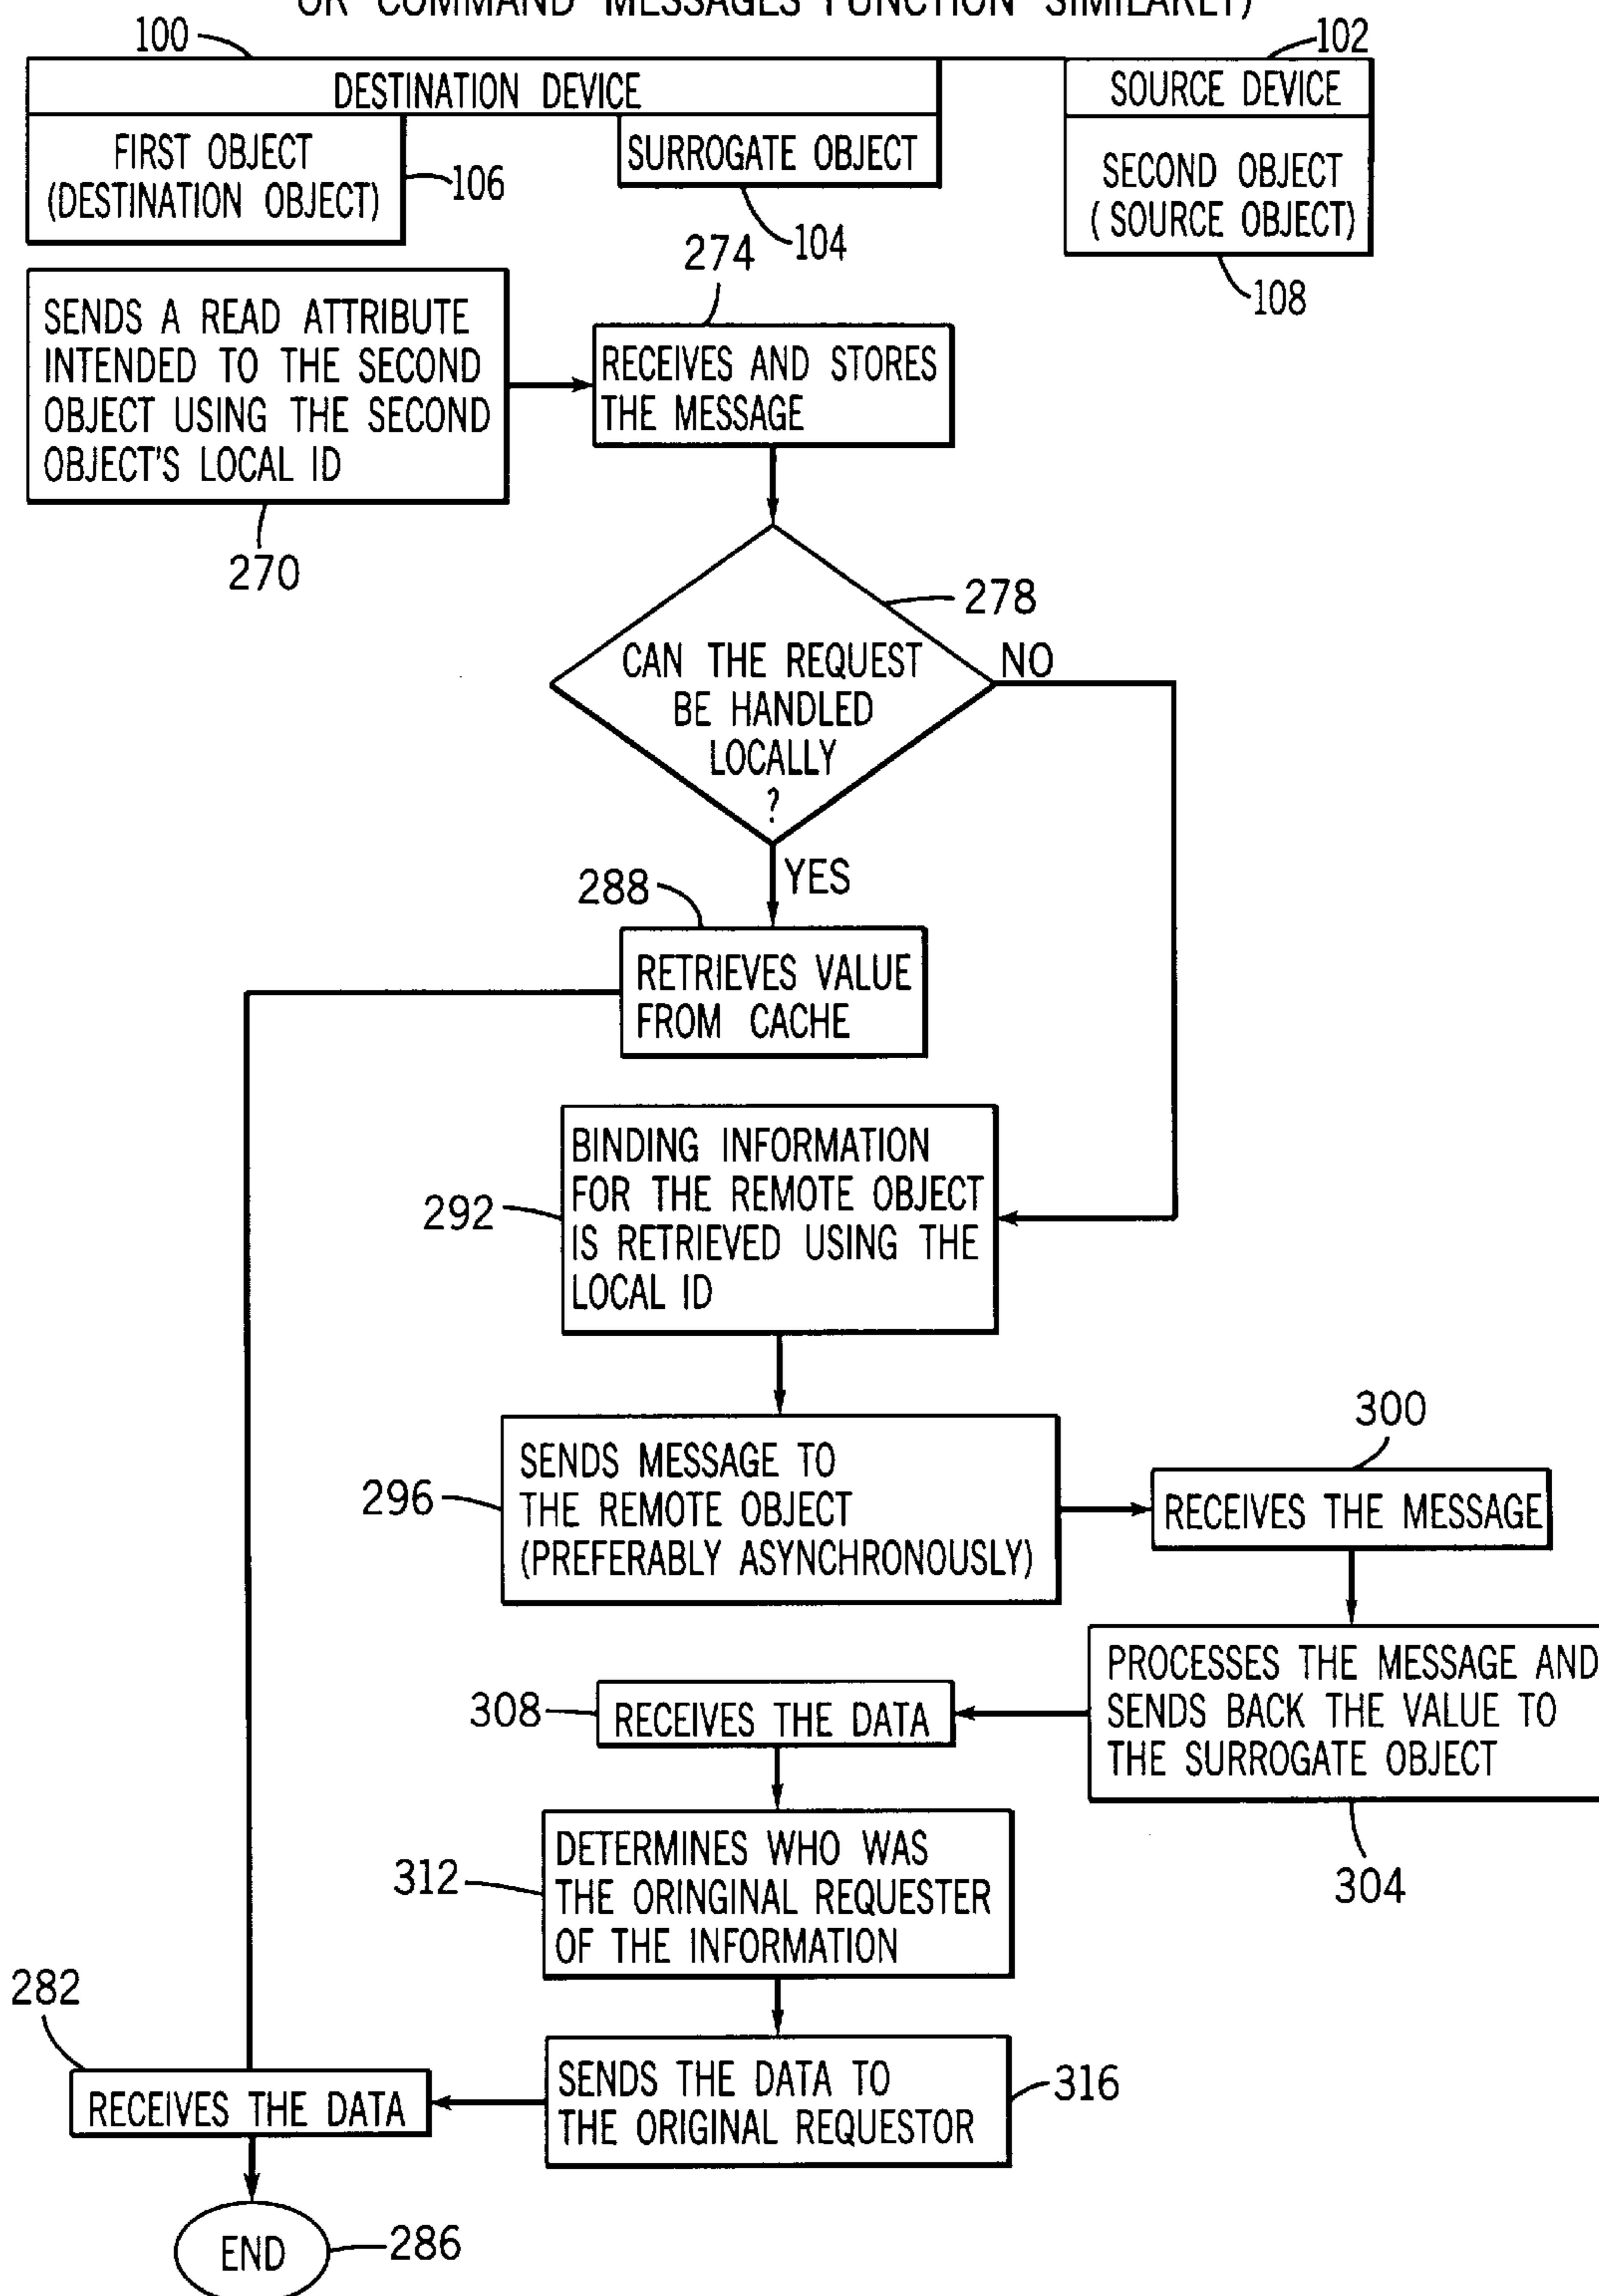 OR COMMAND MESSAGES FUNCTION SIMILARLY)
100
102
DESTINATION DEVICE
SOURCE DEVICE
FIRST OBJECT
(DESTINATION OBJECT)
106
SURROGATE OBJECT
104
SECOND OBJECT
( SOURCE OBJECT)
108
SENDS A READ ATTRIBUTE
INTENDED TO THE SECOND
OBJECT USING THE SECOND
OBJECT'S LOCAL ID
270
274
RECEIVES AND STORES
THE MESSAGE
278
CAN THE REQUEST
BE HANDLED
LOCALLY
?
NO
YES
288
RETRIEVES VALUE
FROM CACHE
292
BINDING INFORMATION
FOR THE REMOTE OBJECT
IS RETRIEVED USING THE
LOCAL ID
296
SENDS MESSAGE TO
THE REMOTE OBJECT
(PREFERABLY ASYNCHRONOUSLY)
300
RECEIVES THE MESSAGE
PROCESSES THE MESSAGE AND
SENDS BACK THE VALUE TO
THE SURROGATE OBJECT
304
308
RECEIVES THE DATA
312
DETERMINES WHO WAS
THE ORINGINAL REQUESTER
OF THE INFORMATION
SENDS THE DATA TO
THE ORIGINAL REQUESTOR
316
282
RECEIVES THE DATA
END
286